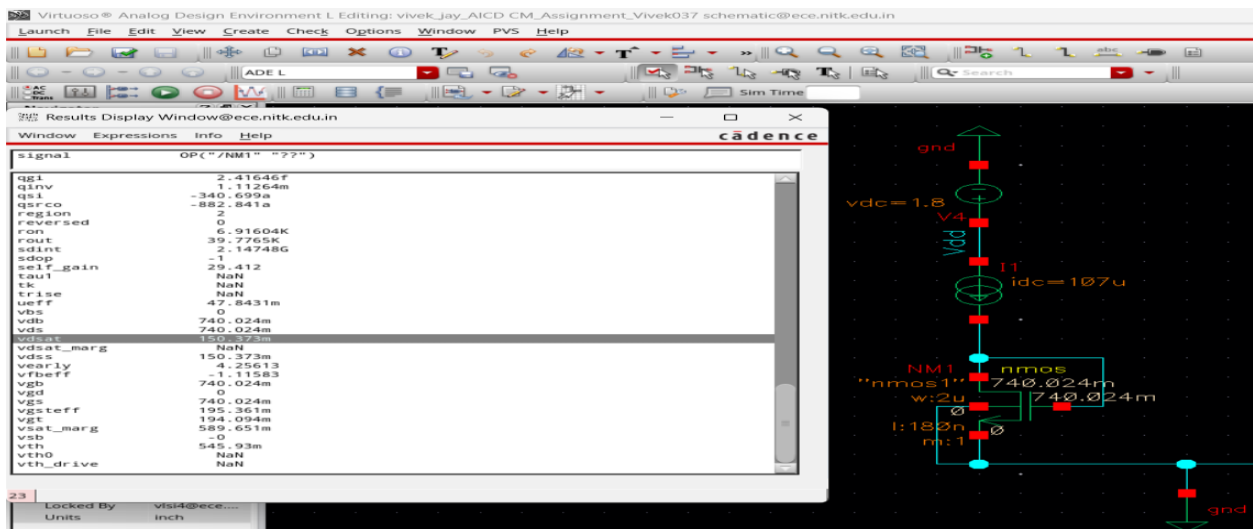 Virtuoso® Analog Design Environment L Editing: vivek_jay_AICD CM_Assignment_Vivek037 schematic@ece.nitk.edu.in
Launch File Edit View Create Check Options Window PVS Help
ADE L
Search
Sim Time
Results Display Window@ece.nitk.edu.in
Window Expressions Info Help cādence
signal OP("/NM1" "??")
qgi 2.41646f
qinv 1.11264m
qsi -340.699a
qsrco -882.841a
region 2
reversed 0
ron 6.91604K
rout 39.7765K
sdint 2.14748G
sdop -1
self_gain 29.412
tau1 NaN
tk NaN
trise NaN
ueff 47.8431m
vbs 0
vdb 740.024m
vds 740.024m
vdsat 150.373m
vdsat_marg NaN
vdss 150.373m
vearly 4.25613
vfbeff -1.11583
vgb 740.024m
vgd 0
vgs 740.024m
vgsteff 195.361m
vgt 194.094m
vsat_marg 589.651m
vsb -0
vth 545.93m
vth0 NaN
vth_drive NaN
23
Locked By vlsi4@ece....
Units inch
gnd
vdc=1.8
V4
Vdd
I1
idc=107u
NM1 nmos
"nmos1" 740.024m
w:2u 740.024m
0
l:180n 0
m:1
gnd